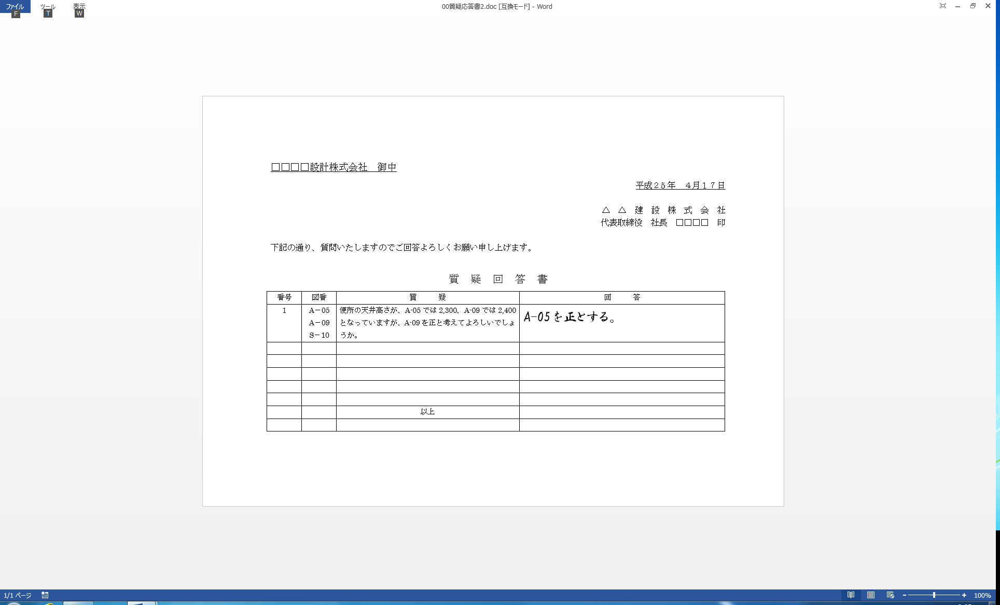 ファイル ツール 表示
F T W
00質疑応答書2.doc [互換モード] - Word
□□□□設計株式会社　御中
平成２５年　４月１７日
△　△　建　設　株　式　会　社
代表取締役　社長　□□□□　印
下記の通り、質問いたしますのでご回答よろしくお願い申し上げます。
質　疑　回　答　書
番号 図番 質　　　疑 回　　　答
1 A－05 便所の天井高さが、A-05 では 2,300、A-09 では 2,400 A-05を正とする。
A－09 となっていますが、A-09 を正と考えてよろしいでしょ
S－10 うか。
以上
1/1 ページ
100%